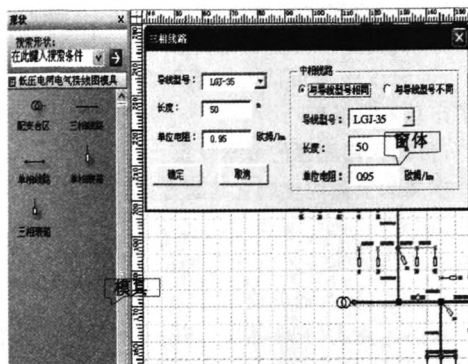 形状
搜索形状:
在此键入搜索条件
低压电网电气接线图模具
配变台区
三相线路
单相线路
单相表箱
三相表箱
模具
三相线路
导线型号:
LGJ-35
长度:
50
m
单位电阻:
0.95
欧姆/km
确定
取消
中相线路
与导线型号相同
与导线型号不同
导线型号:
LGJ-35
长度:
50
窗体
单位电阻:
0.95
欧姆/km